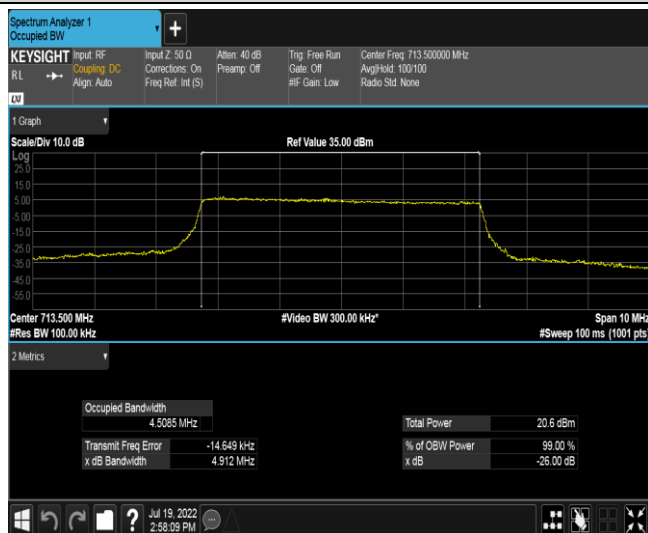 Spectrum Analyzer 1
Occupied BW
KEYSIGHT Input: RF Input Z: 50 Ω Atten: 40 dB Trig: Free Run Center Freq: 713.500000 MHz
RL Coupling: DC Corrections: On Preamp: Off Gate: Off Avg|Hold: 100/100
Align: Auto Freq Ref: Int (S) #IF Gain: Low Radio Std: None
LXI
1 Graph
Scale/Div 10.0 dB Ref Value 35.00 dBm
Log
25.0
15.0
5.00
-5.00
-15.0
-25.0
-35.0
-45.0
-55.0
Center 713.500 MHz #Video BW 300.00 kHz* Span 10 MHz
#Res BW 100.00 kHz #Sweep 100 ms (1001 pts)
2 Metrics
Occupied Bandwidth
4.5085 MHz Total Power 20.6 dBm
Transmit Freq Error -14.649 kHz % of OBW Power 99.00 %
x dB Bandwidth 4.912 MHz x dB -26.00 dB
? Jul 19, 2022
2:58:09 PM